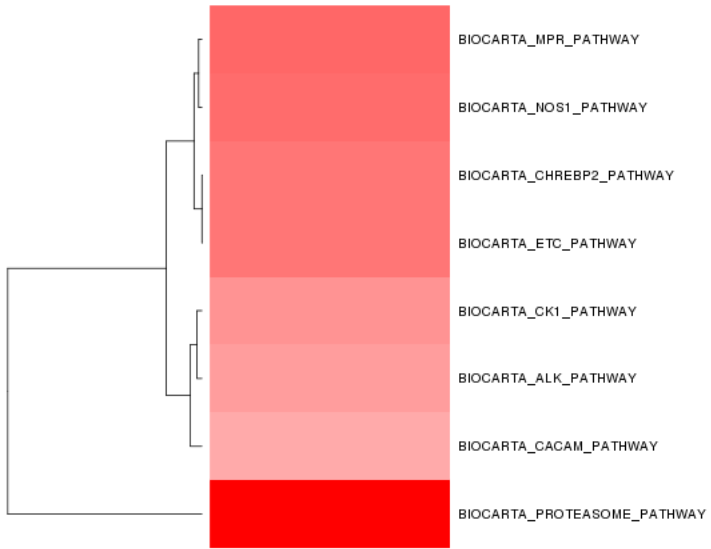 BIOCARTA_MPR_PATHWAY
BIOCARTA_NOS1_PATHWAY
BIOCARTA_CHREBP2_PATHWAY
BIOCARTA_ETC_PATHWAY
BIOCARTA_CK1_PATHWAY
BIOCARTA_ALK_PATHWAY
BIOCARTA_CACAM_PATHWAY
BIOCARTA_PROTEASOME_PATHWAY